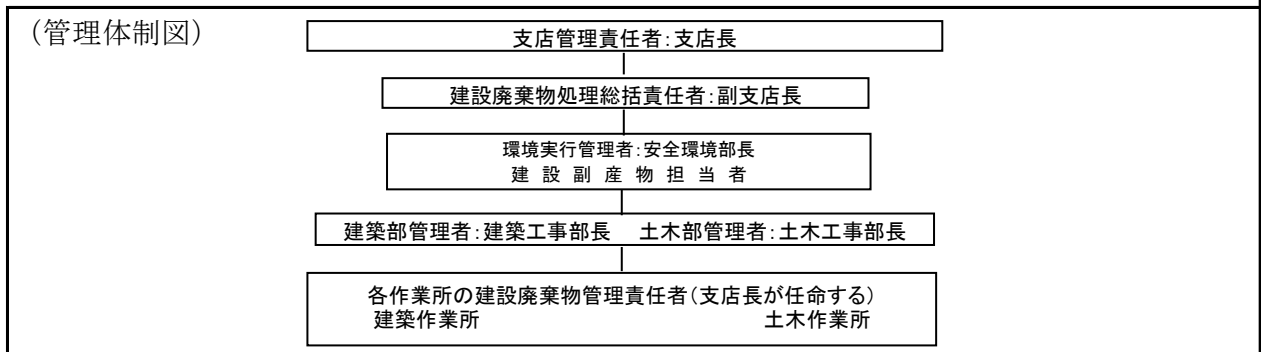 （管理体制図）
支店管理責任者：支店長
建設廃棄物処理総括責任者：副支店長
環境実行管理者：安全環境部長
建設副産物担当者
建築部管理者：建築工事部長　土木部管理者：土木工事部長
各作業所の建設廃棄物管理責任者（支店長が任命する）
建築作業所　土木作業所